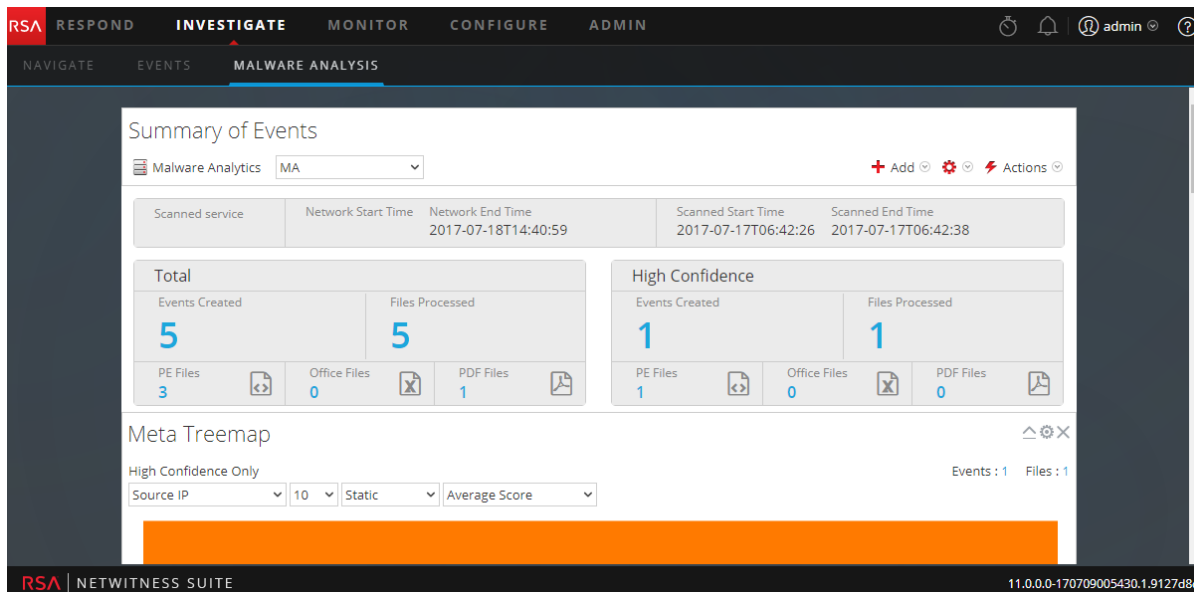 RSA RESPOND INVESTIGATE MONITOR CONFIGURE ADMIN admin ?
NAVIGATE EVENTS MALWARE ANALYSIS
Summary of Events
Malware Analytics MA Add Actions
Scanned service Network Start Time Network End Time Scanned Start Time Scanned End Time
2017-07-18T14:40:59 2017-07-17T06:42:26 2017-07-17T06:42:38
Total High Confidence
Events Created Files Processed Events Created Files Processed
5 5 1 1
PE Files Office Files PDF Files PE Files Office Files PDF Files
3 0 1 1 0 0
Meta Treemap
High Confidence Only Events : 1 Files : 1
Source IP 10 Static Average Score
RSA NETWITNESS SUITE 11.0.0.0-170709005430.1.9127d8